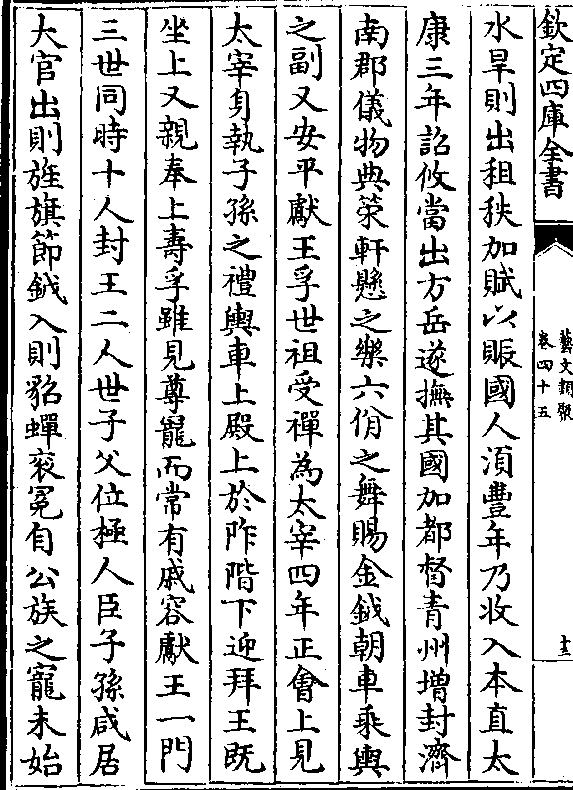 欽定四庫全書
藝文類聚
卷四十五
十三
水旱則出租秩加賦以賑國人須豐年乃收入本直太
康三年詔攸當出方岳遂撫其國加都督青州增封濟
南郡儀物典䇿軒懸之樂六佾之舞賜金鉞朝車乘輿
之副又安平獻王孚世祖受禪為太宰四年正會上見
太宰身執子孫之禮輿車上殿上於阼階下迎拜王既
坐上又親奉上壽孚雖見尊寵而常有戚容獻王一門
三世同時十人封王二人世子父位極人臣子孫咸居
大官出則旌旗節鉞入則貂蟬衮冕自公族之寵未始